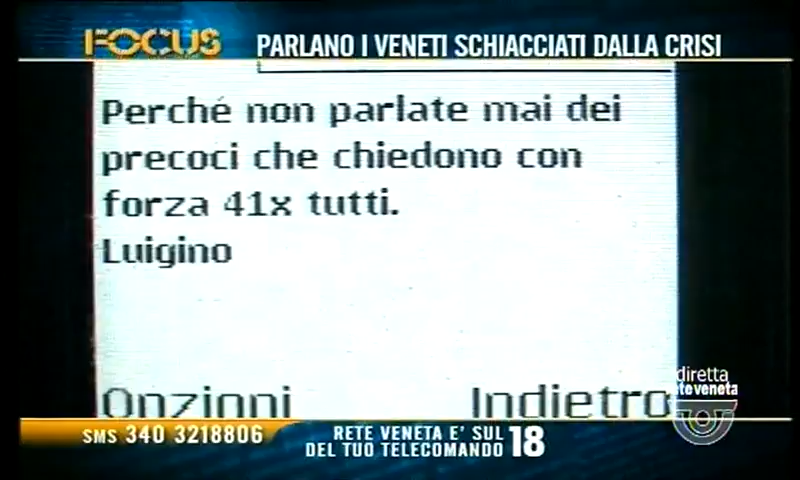 FOCUS PARLANO I VENETI SCHIACCIATI DALLA CRISI
Perché non parlate mai dei
precoci che chiedono con
forza 41x tutti.
Luigino
Opzioni Indietro
diretta
reteveneta
SMS 340 3218806
RETE VENETA E' SUL
DEL TUO TELECOMANDO 18